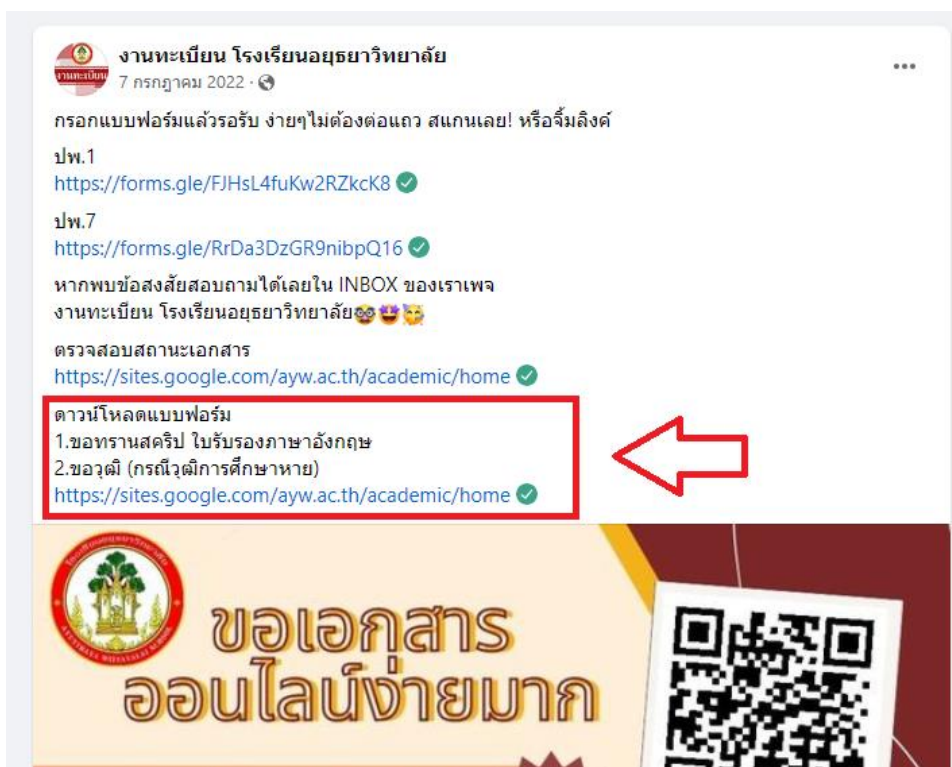 งานทะเบียน โรงเรียนอยุธยาวิทยาลัย
7 กรกฎาคม 2022 ·
กรอกแบบฟอร์มแล้วรอรับ ง่ายๆไม่ต้องต่อแถว สแกนเลย! หรือจิ้มลิงค์
ปพ.1
https://forms.gle/FJHsL4fuKw2RZkcK8
ปพ.7
https://forms.gle/RrDa3DzGR9nibpQ16
หากพบข้อสงสัยสอบถามได้เลยใน INBOX ของเราเพจ
งานทะเบียน โรงเรียนอยุธยาวิทยาลัย🥸🤩🥳
ตรวจสอบสถานะเอกสาร
https://sites.google.com/ayw.ac.th/academic/home
ดาวน์โหลดแบบฟอร์ม
1.ขอทรานสคริป ใบรับรองภาษาอังกฤษ
2.ขอวุฒิ (กรณีวุฒิการศึกษาหาย)
https://sites.google.com/ayw.ac.th/academic/home
ขอเอกสาร
ออนไลน์ง่ายมาก